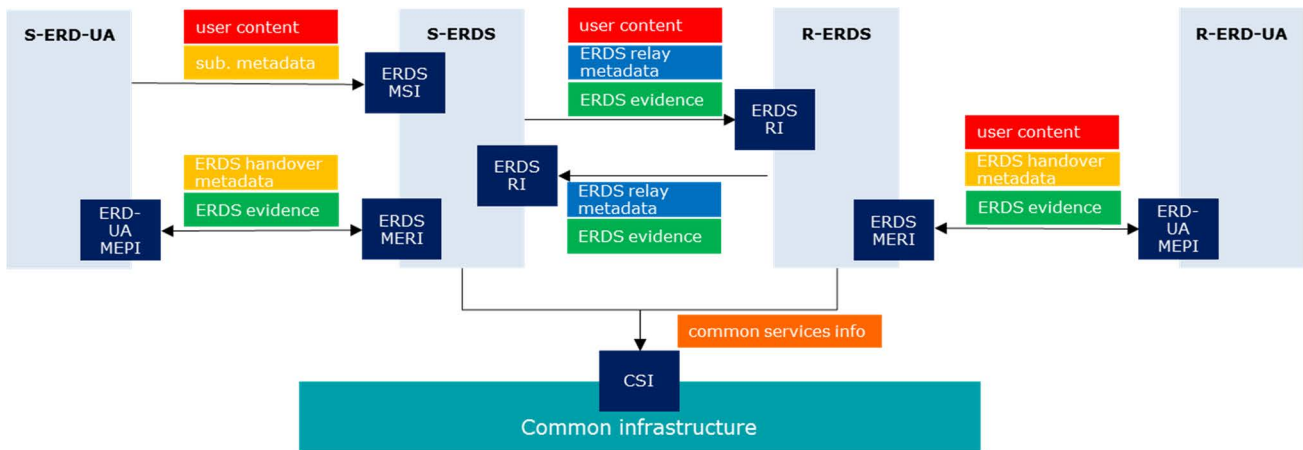 S-ERD-UA
user content
sub. metadata
S-ERDS
ERDS
MSI
user content
ERDS relay
metadata
ERDS evidence
R-ERDS
ERDS
RI
R-ERD-UA
ERDS handover
metadata
ERDS evidence
ERD-
UA
MEPI
ERDS
MERI
ERDS
RI
ERDS relay
metadata
ERDS evidence
ERDS
MERI
user content
ERDS handover
metadata
ERDS evidence
ERD-
UA
MEPI
common services info
CSI
Common infrastructure